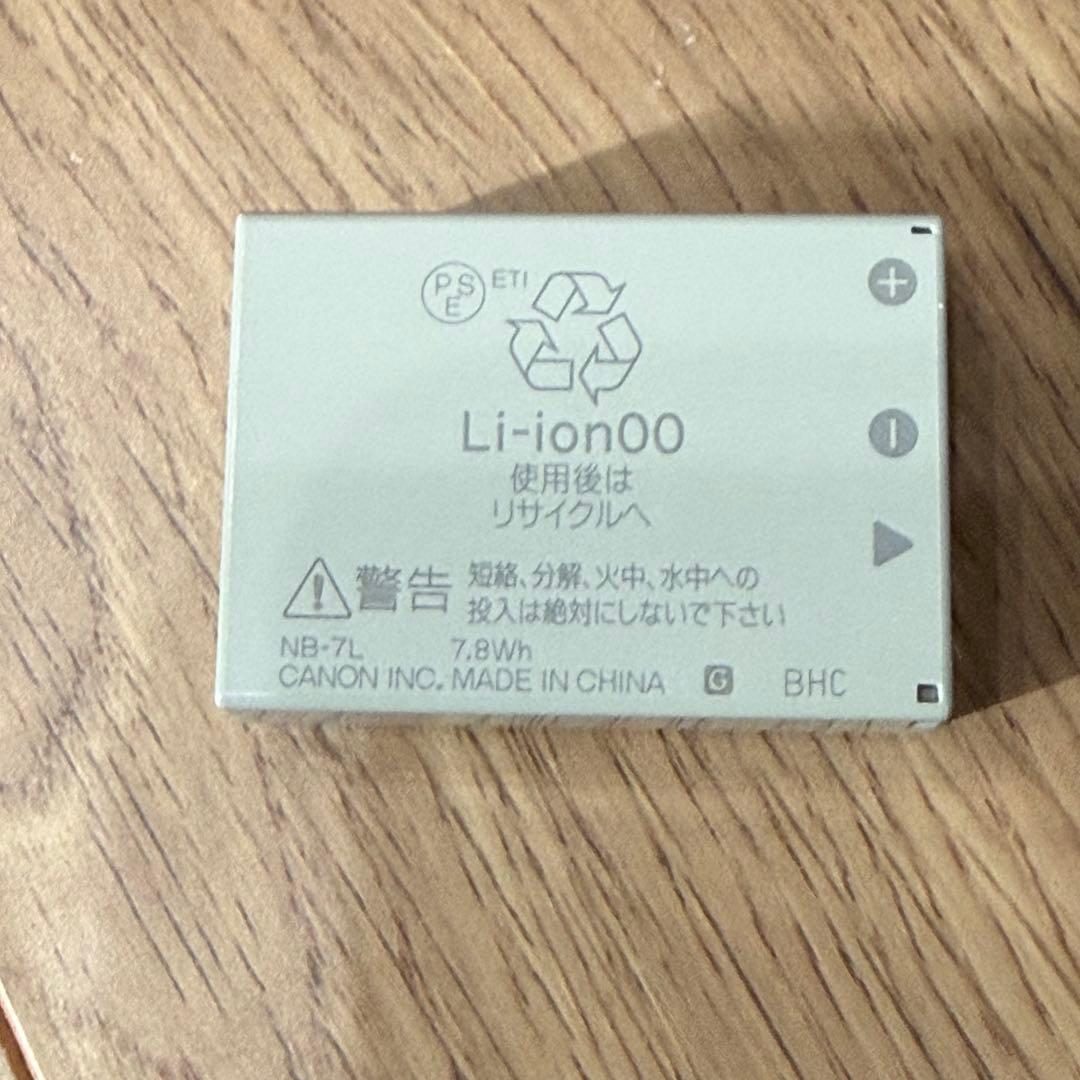 PSE ETI
Li-ion00
使用後は
リサイクルへ
警告 短絡、分解、火中、水中への
投入は絶対にしないで下さい
NB-7L 7.8Wh
CANON INC. MADE IN CHINA G BHC